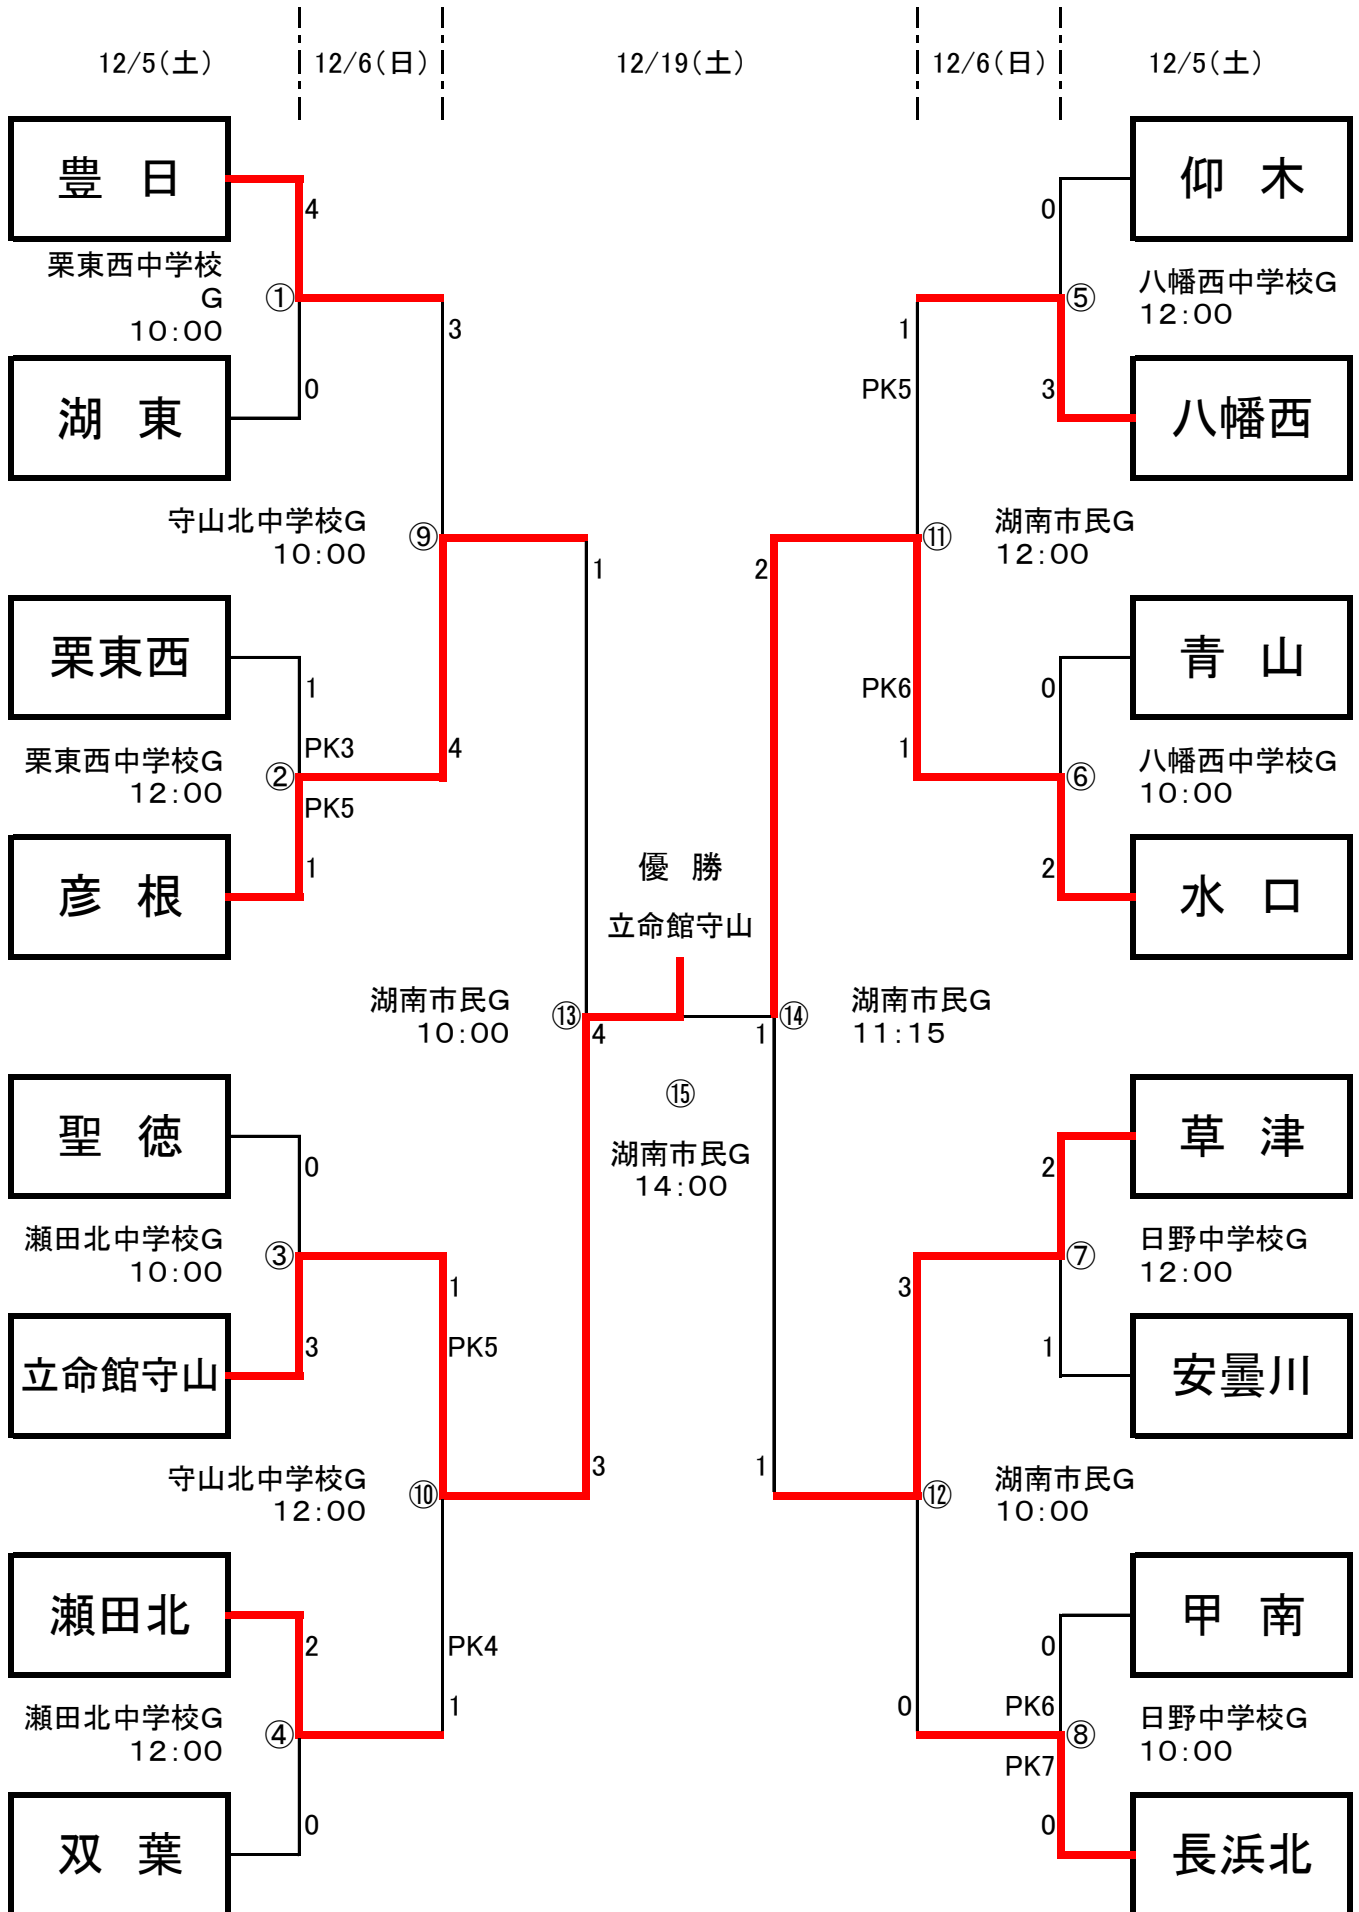 12/5(土) 12/6(日) 12/19(土) 12/6(日) 12/5(土)
豊 日
4
栗東西中学校
G
10:00
①
3
0
湖 東
守山北中学校G
10:00
⑨
1
栗東西
1
PK3
栗東西中学校G
12:00
②
4
PK5
1
彦 根
優 勝
立命館守山
湖南市民G
10:00
⑬
4
1
⑭
湖南市民G
11:15
⑮
湖南市民G
14:00
聖 徳
0
瀬田北中学校G
10:00
③
1
PK5
3
立命館守山
守山北中学校G
12:00
⑩
3
瀬田北
2
PK4
瀬田北中学校G
12:00
④
1
0
双 葉
仰 木
0
八幡西中学校G
12:00
⑤
1
PK5
3
八幡西
湖南市民G
12:00
⑪
2
青 山
0
PK6
八幡西中学校G
10:00
⑥
1
2
水 口
草 津
2
日野中学校G
12:00
⑦
3
1
安曇川
湖南市民G
10:00
⑫
1
甲 南
0
PK6
日野中学校G
10:00
⑧
0
PK7
0
長浜北